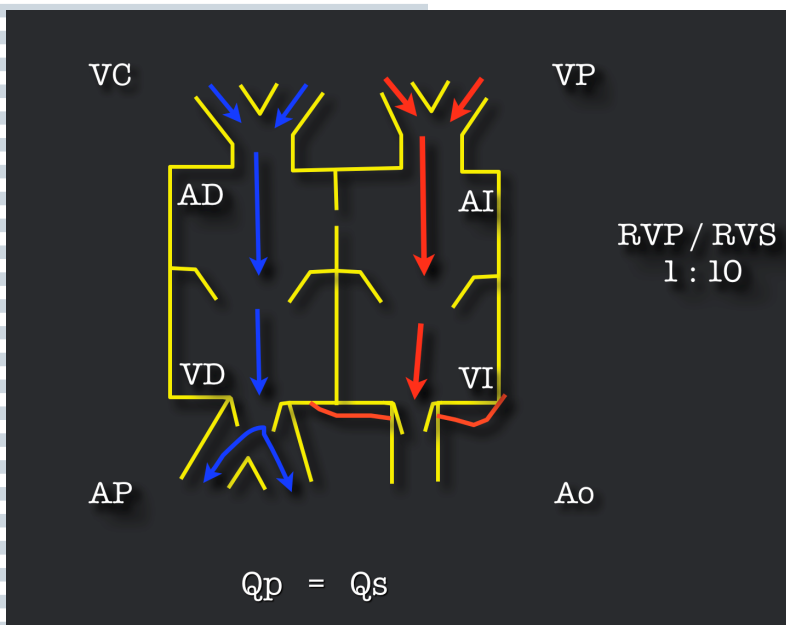 VC
VP
AD
AI
RVP / RVS
1 : 10
VD
VI
AP
Ao
Qp = Qs